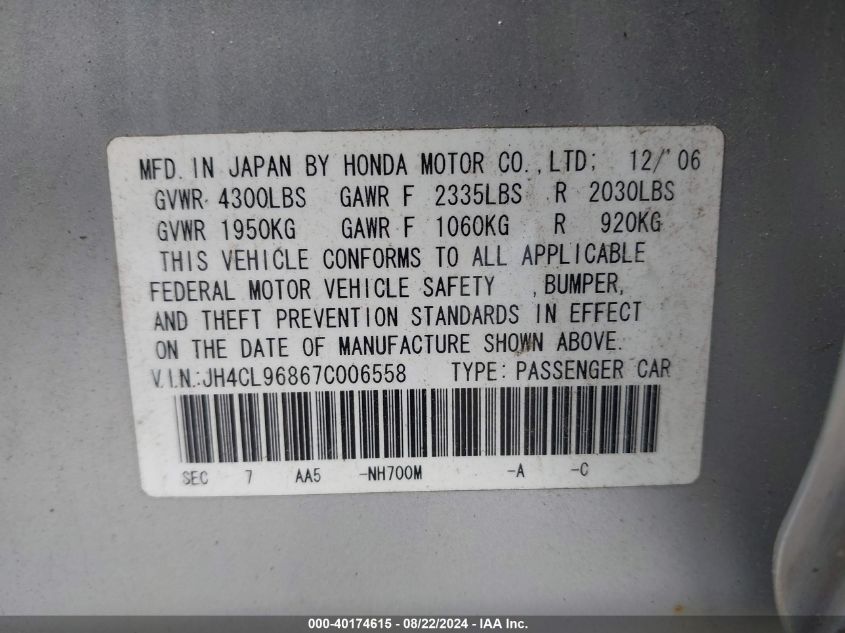 MFD. IN JAPAN BY HONDA MOTOR CO.,LTD; 12/'06
GVWR 4300LBS GAWR F 2335LBS R 2030LBS
GVWR 1950KG GAWR F 1060KG R 920KG
THIS VEHICLE CONFORMS TO ALL APPLICABLE
FEDERAL MOTOR VEHICLE SAFETY ,BUMPER,
AND THEFT PREVENTION STANDARDS IN EFFECT
ON THE DATE OF MANUFACTURE SHOWN ABOVE.
V.I.N.:JH4CL96867C006558 TYPE: PASSENGER CAR
SEC 7 AA5 -NH700M -A -C
000-40174615 - 08/22/2024 - IAA Inc.